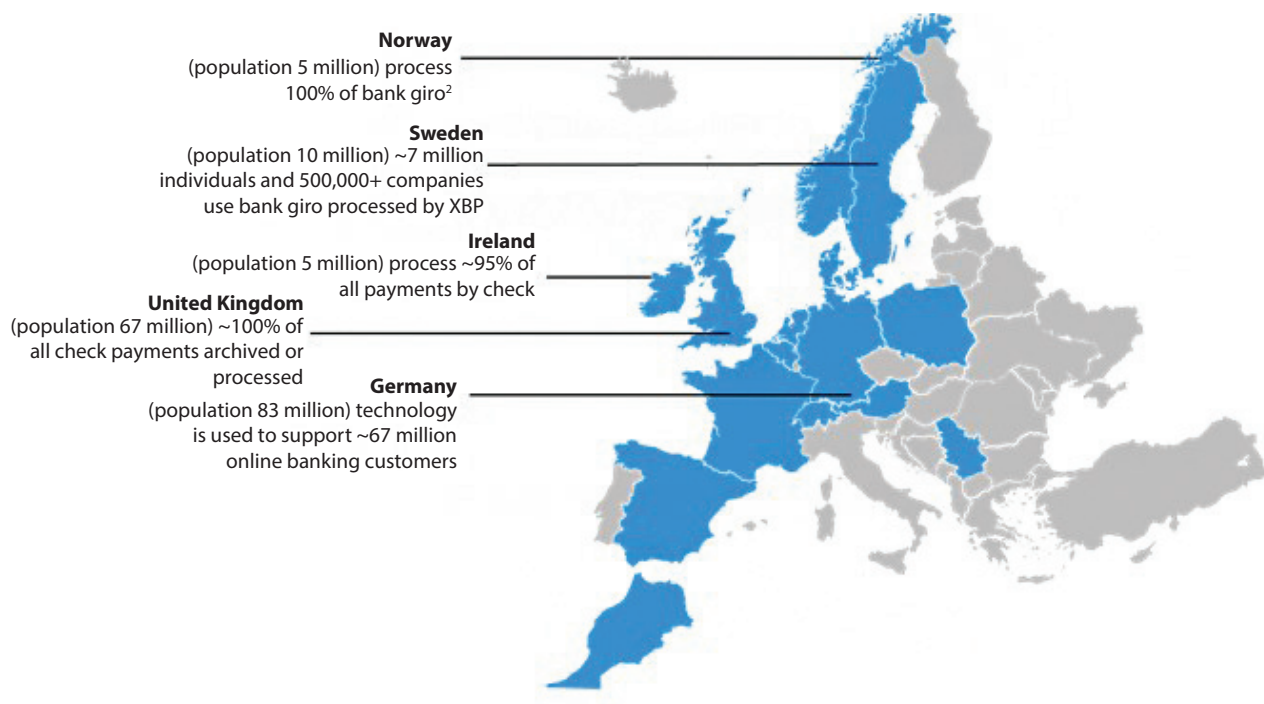 Norway
(population 5 million) process
100% of bank giro²
Sweden
(population 10 million) ~7 million
individuals and 500,000+ companies
use bank giro processed by XBP
Ireland
(population 5 million) process ~95% of
all payments by check
United Kingdom
(population 67 million) ~100% of
all check payments archived or
processed
Germany
(population 83 million) technology
is used to support ~67 million
online banking customers